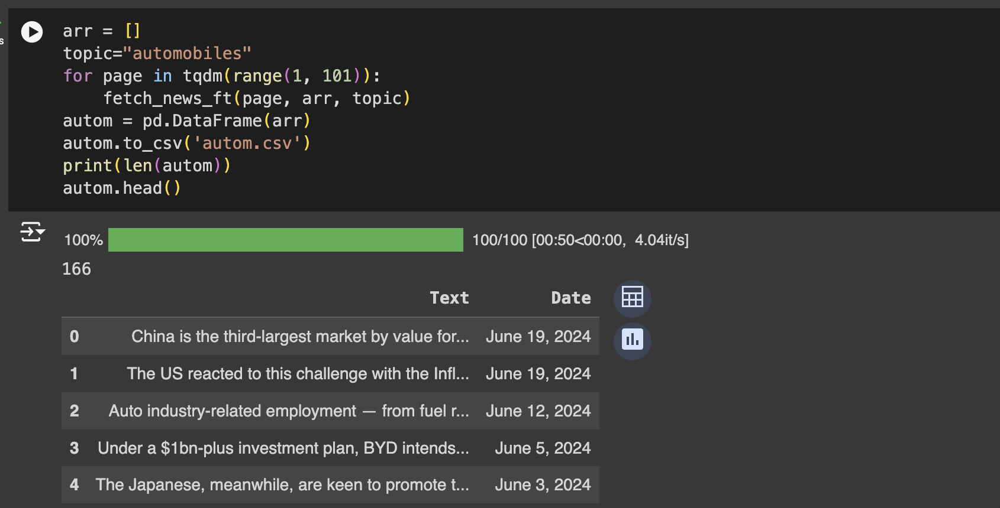 arr = []
topic="automobiles"
for page in tqdm(range(1, 101)):
    fetch_news_ft(page, arr, topic)
autom = pd.DataFrame(arr)
autom.to_csv('autom.csv')
print(len(autom))
autom.head()
s
100% 100/100 [00:50<00:00, 4.04it/s]
166
Text Date
0 China is the third-largest market by value for... June 19, 2024
1 The US reacted to this challenge with the Infl... June 19, 2024
2 Auto industry-related employment — from fuel r... June 12, 2024
3 Under a $1bn-plus investment plan, BYD intends... June 5, 2024
4 The Japanese, meanwhile, are keen to promote t... June 3, 2024